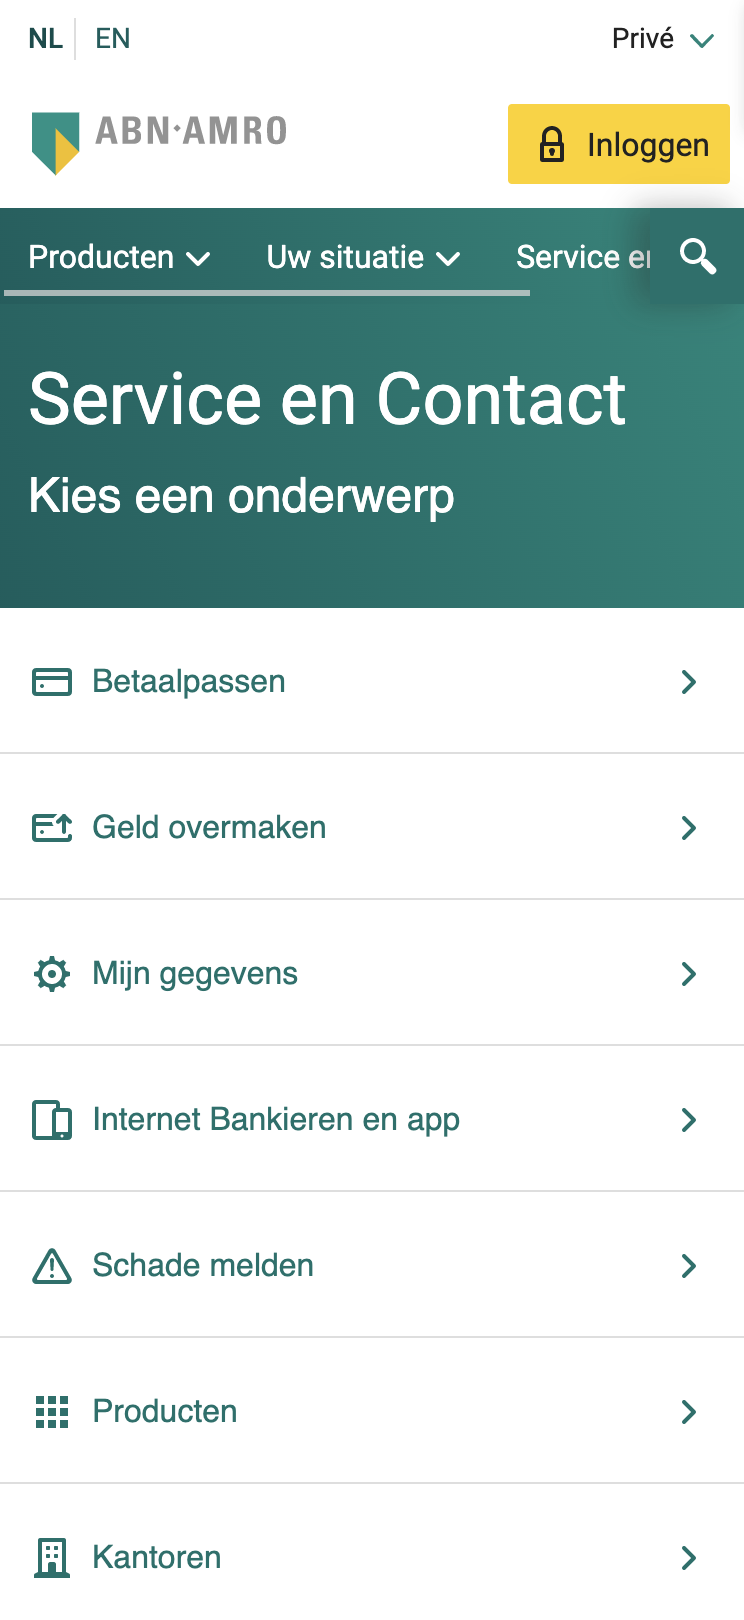 NL EN Privé
ABN·AMRO Inloggen
Producten Uw situatie Service en
Service en Contact
Kies een onderwerp
Betaalpassen
Geld overmaken
Mijn gegevens
Internet Bankieren en app
Schade melden
Producten
Kantoren